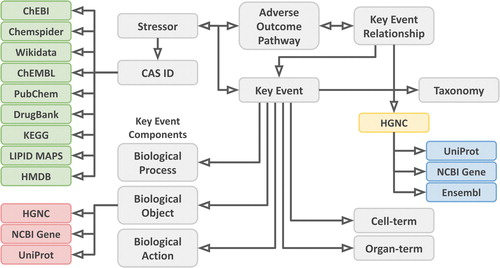 ChEBI
Chemspider
Wikidata
ChEMBL
PubChem
DrugBank
KEGG
LIPID MAPS
HMDB
HGNC
NCBI Gene
UniProt
Stressor
CAS ID
Key Event
Components
Biological
Process
Biological
Object
Biological
Action
Adverse
Outcome
Pathway
Key Event
Key Event
Relationship
Taxonomy
HGNC
UniProt
NCBI Gene
Ensembl
Cell-term
Organ-term